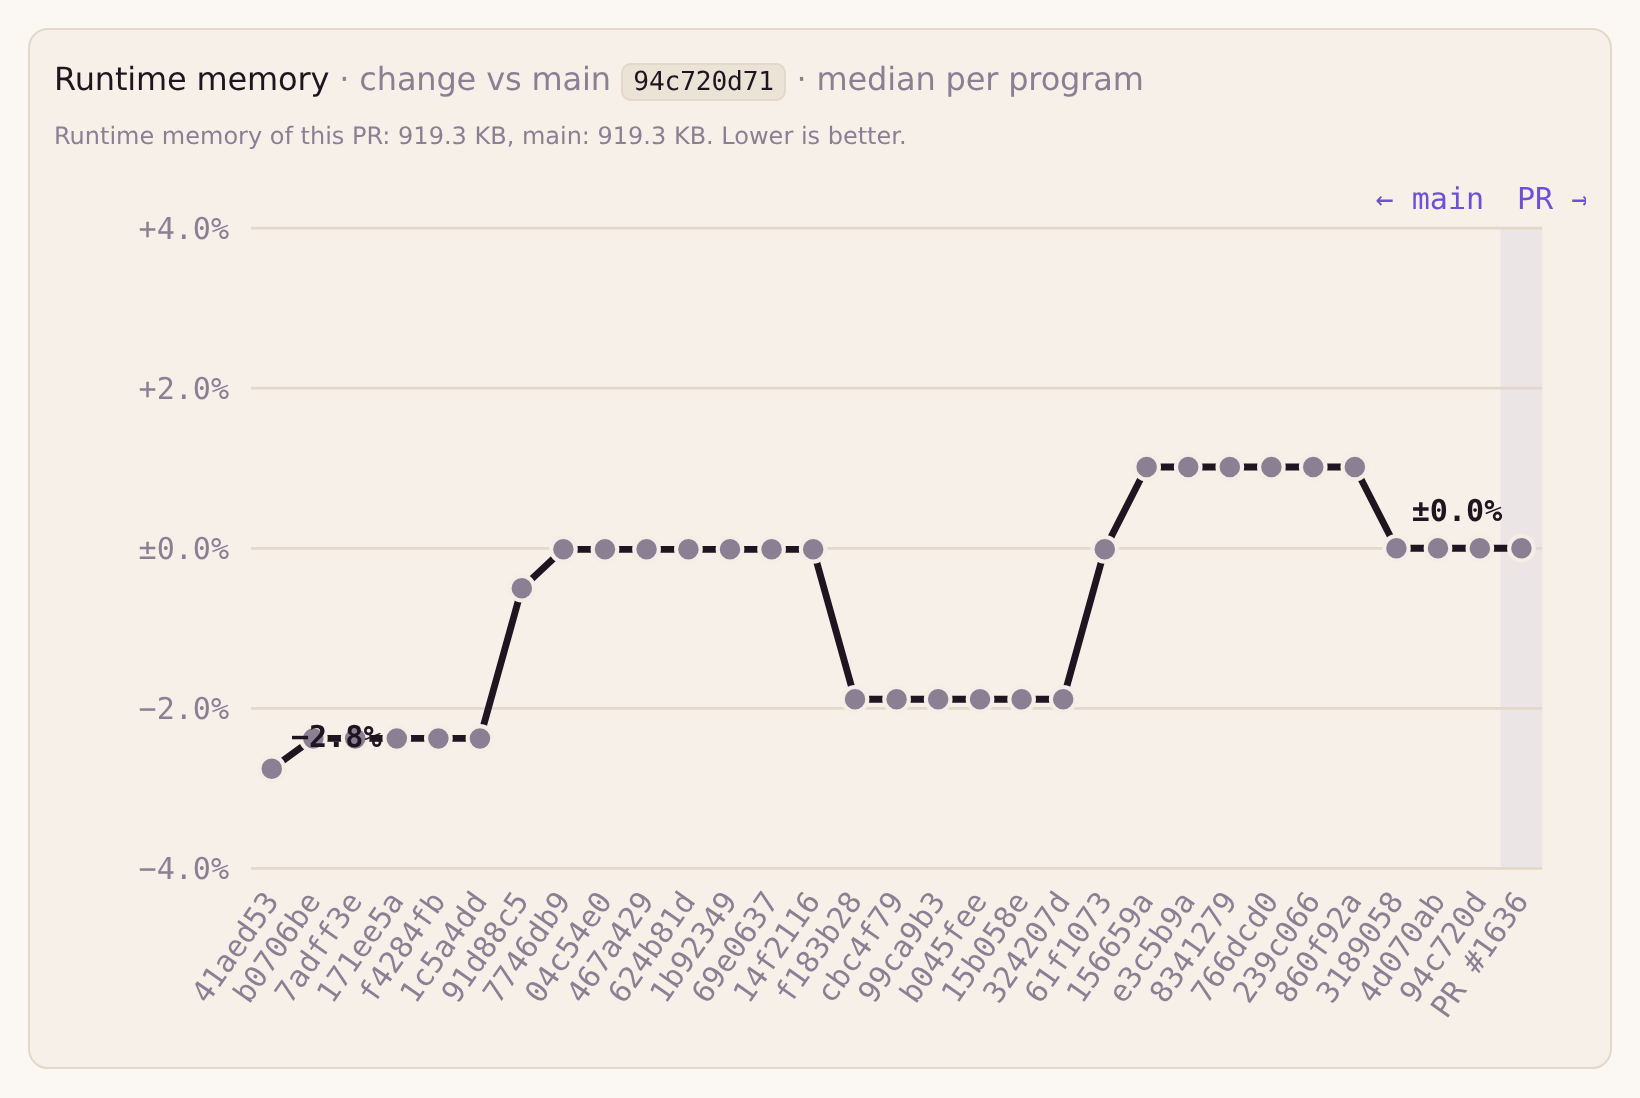 Runtime memory · change vs main 94c720d71 · median per program
Runtime memory of this PR: 919.3 KB, main: 919.3 KB. Lower is better.
← main PR →
+4.0%
+2.0%
±0.0%
−2.0%
−4.0%
−2.8%
±0.0%
41aed53
b0706be
7adff3e
171ee5a
f4284fb
1c5a4dd
91d88c5
7746db9
04c54e0
467a429
624b81d
1b92349
69e0637
14f2116
f183b28
cbc4f79
99ca9b3
b045fee
15b058e
324207d
61f1073
156659a
e3c5b9a
8341279
766dcd0
239c066
860f92a
3189058
4d070ab
94c720d
PR #1636